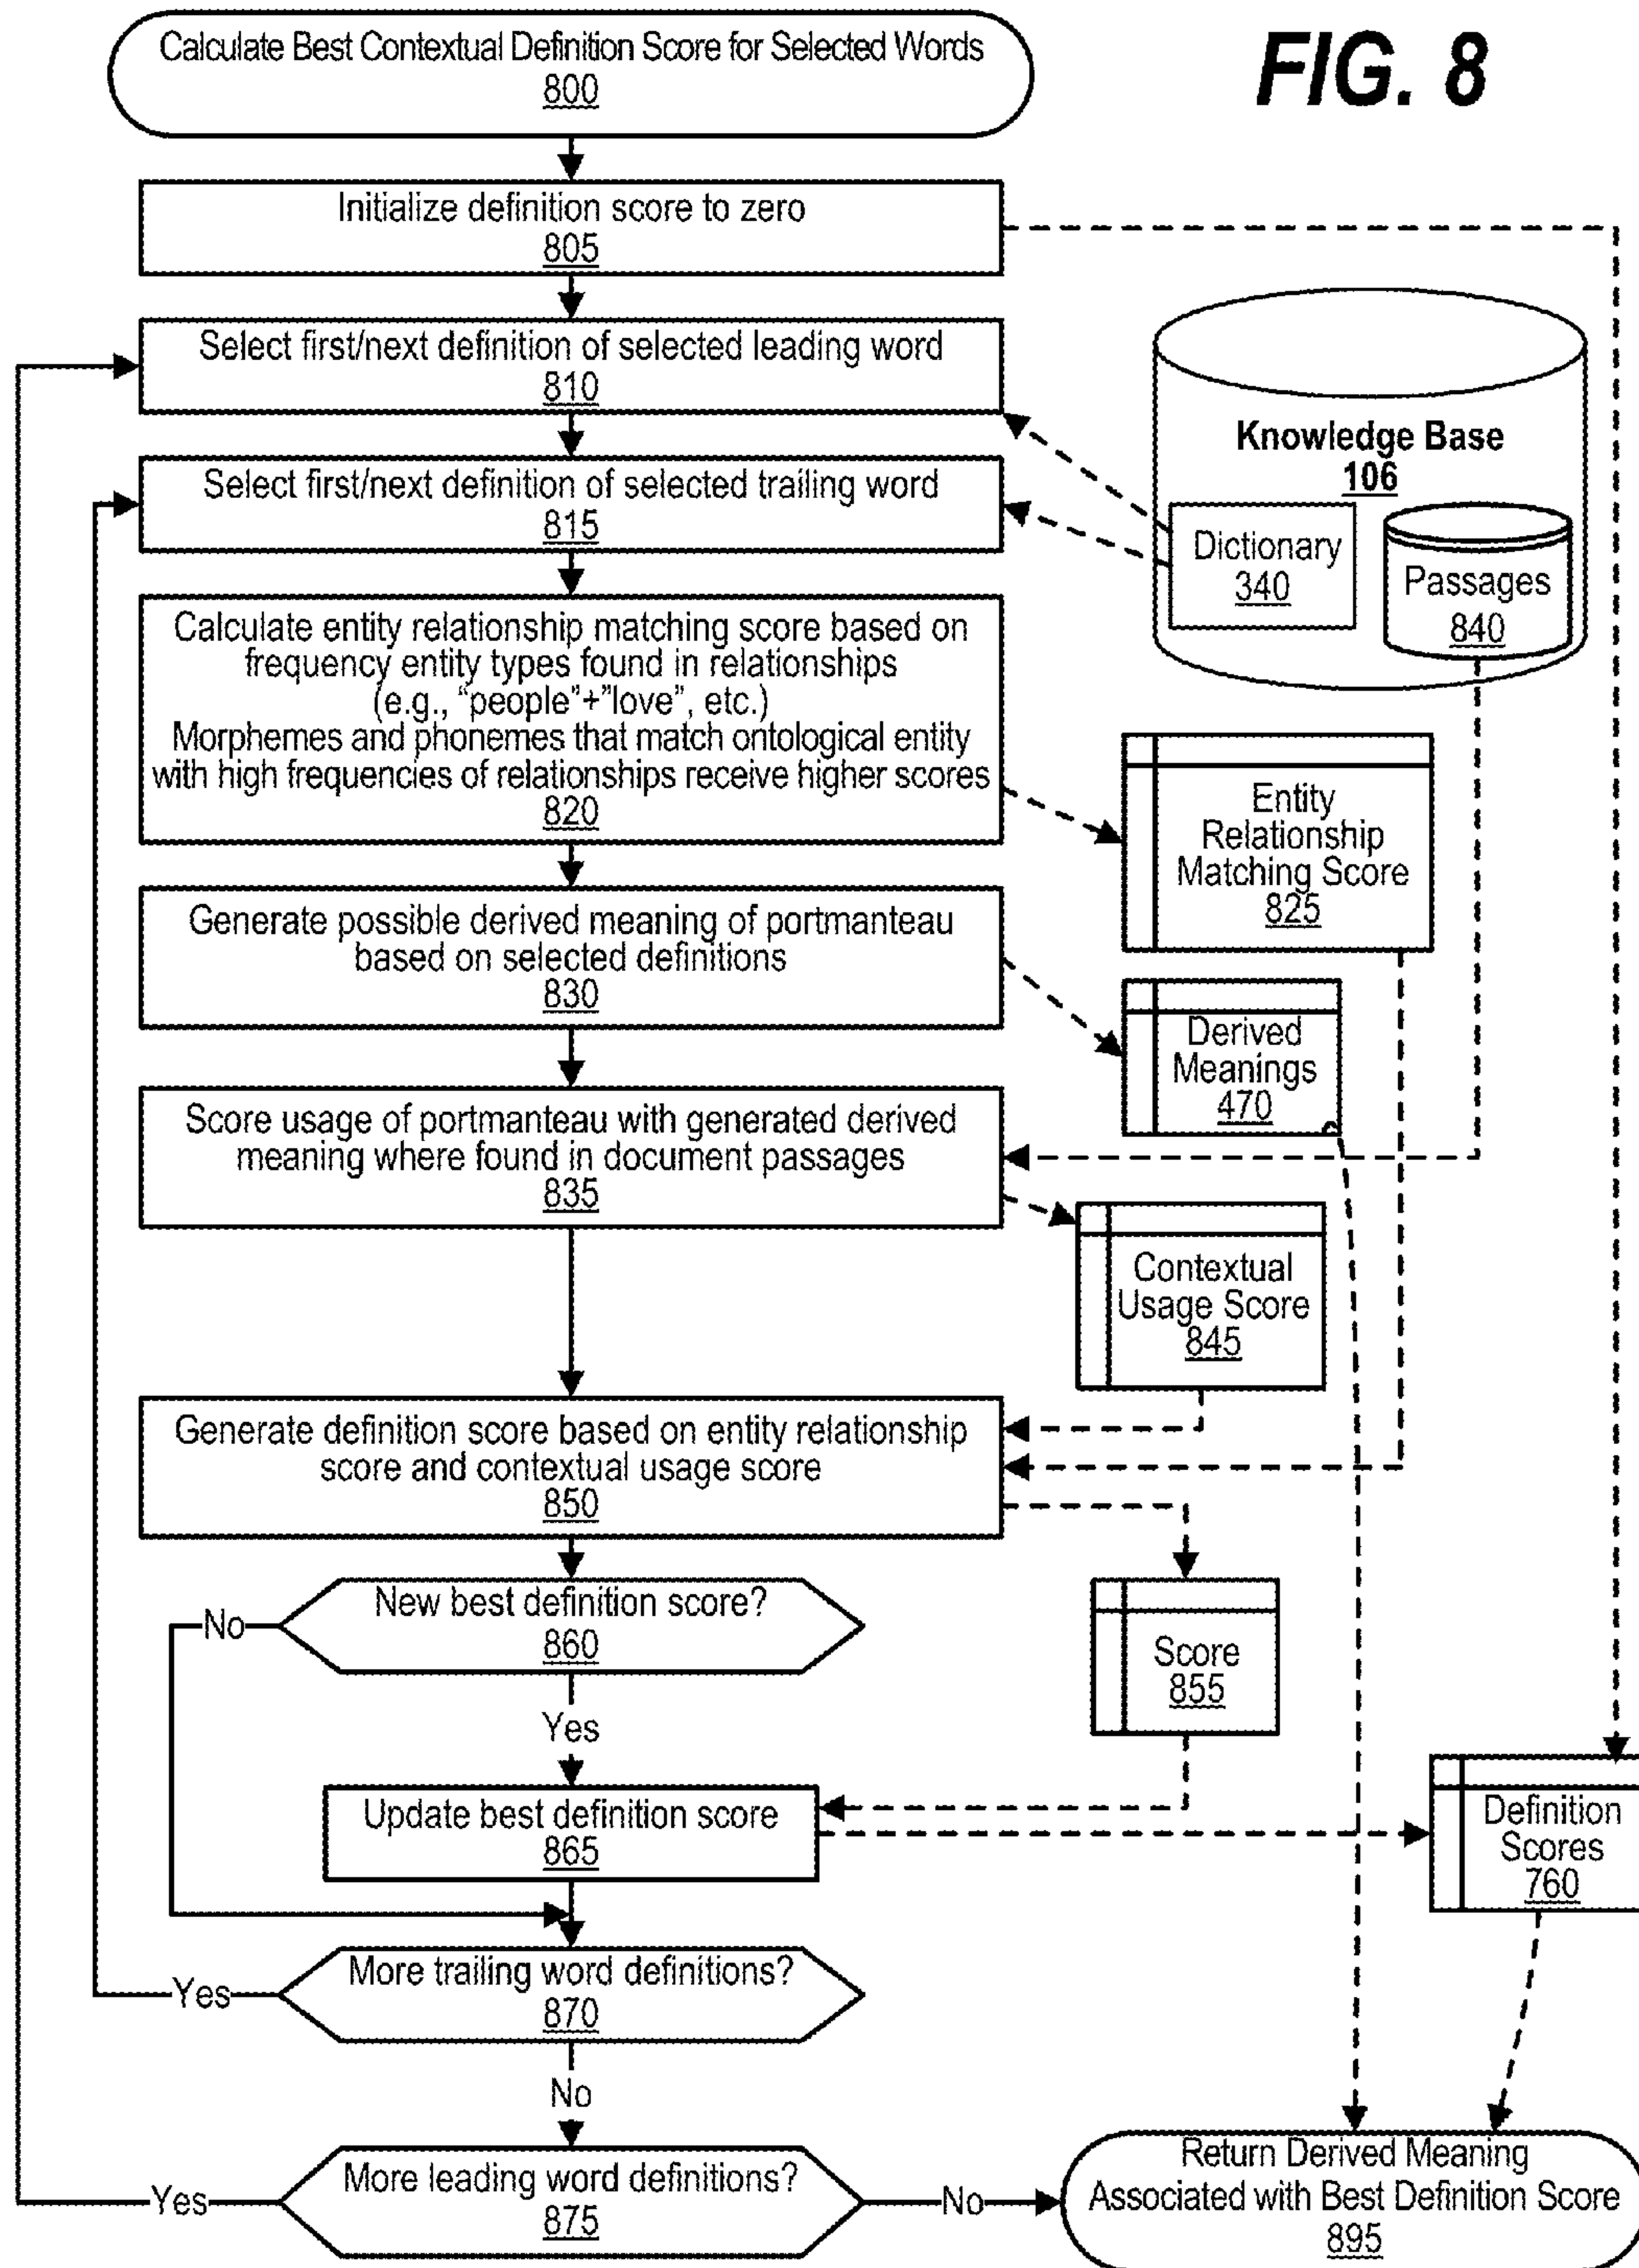 FIG. 8
Calculate Best Contextual Definition Score for Selected Words
800
Initialize definition score to zero
805
Select first/next definition of selected leading word
810
Knowledge Base
106
Select first/next definition of selected trailing word
815
Dictionary
340
Passages
840
Calculate entity relationship matching score based on
frequency entity types found in relationships
(e.g., “people”+”love”, etc.)
Morphemes and phonemes that match ontological entity
with high frequencies of relationships receive higher scores
820
Entity
Relationship
Matching Score
825
Generate possible derived meaning of portmanteau
based on selected definitions
830
Derived
Meanings
470
Score usage of portmanteau with generated derived
meaning where found in document passages
835
Contextual
Usage Score
845
Generate definition score based on entity relationship
score and contextual usage score
850
New best definition score?
860
No
Yes
Score
855
Update best definition score
865
Definition
Scores
760
More trailing word definitions?
870
Yes
No
More leading word definitions?
875
Yes
No
Return Derived Meaning
Associated with Best Definition Score
895